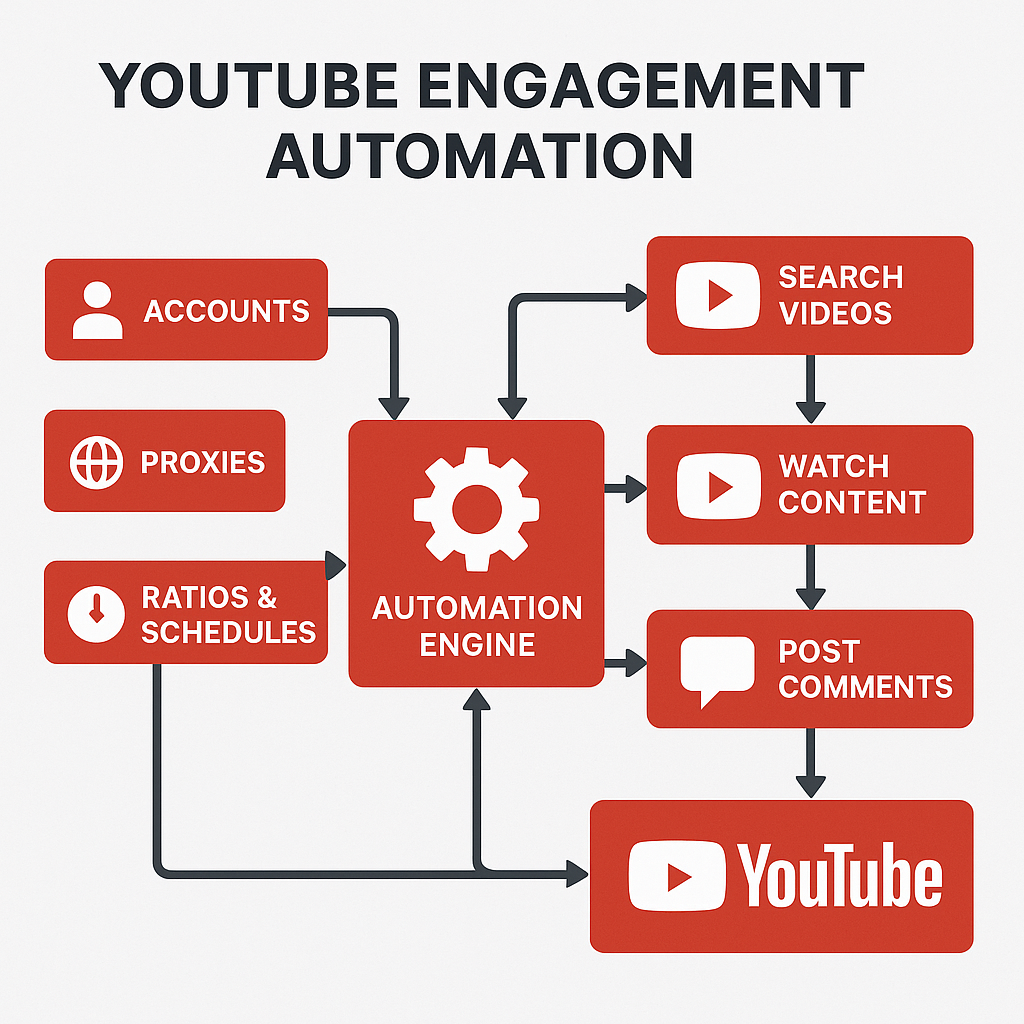 YOUTUBE ENGAGEMENT
AUTOMATION
ACCOUNTS
PROXIES
RATIOS &
SCHEDULES
AUTOMATION
ENGINE
SEARCH
VIDEOS
WATCH
CONTENT
POST
COMMENTS
YouTube